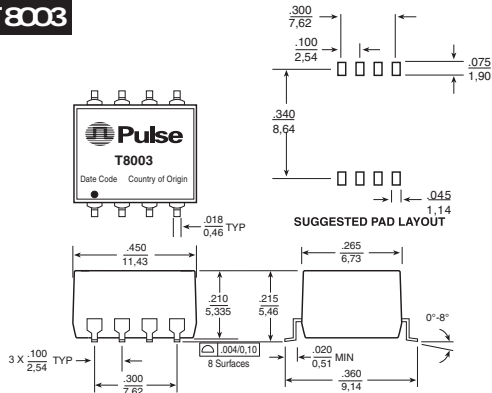 T8003
.300
7,62
.100
2,54
.075
1,90
.340
8,64
Pulse
T8003
Date Code Country of Origin
.045
1,14
SUGGESTED PAD LAYOUT
.018
0,46 TYP
.450
11,43
.265
6,73
.210
5,335
.215
5,46
0°-8°
.004/0,10
8 Surfaces
3 X .100
2,54 TYP
.020
0,51 MIN
.300
7,62
.360
9,14